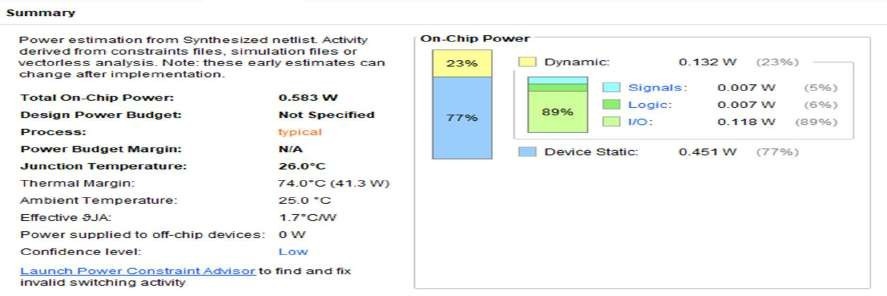 Summary
Power estimation from Synthesized netlist. Activity
derived from constraints files, simulation files or
vectorless analysis. Note: these early estimates can
change after implementation.
Total On-Chip Power: 0.583 W
Design Power Budget: Not Specified
Process: typical
Power Budget Margin: N/A
Junction Temperature: 26.0°C
Thermal Margin: 74.0°C (41.3 W)
Ambient Temperature: 25.0 °C
Effective ϑJA: 1.7°C/W
Power supplied to off-chip devices: 0 W
Confidence level: Low
Launch Power Constraint Advisor to find and fix
invalid switching activity
On-Chip Power
23%
77%
Dynamic: 0.132 W (23%)
89%
Signals: 0.007 W (5%)
Logic: 0.007 W (6%)
I/O: 0.118 W (89%)
Device Static: 0.451 W (77%)